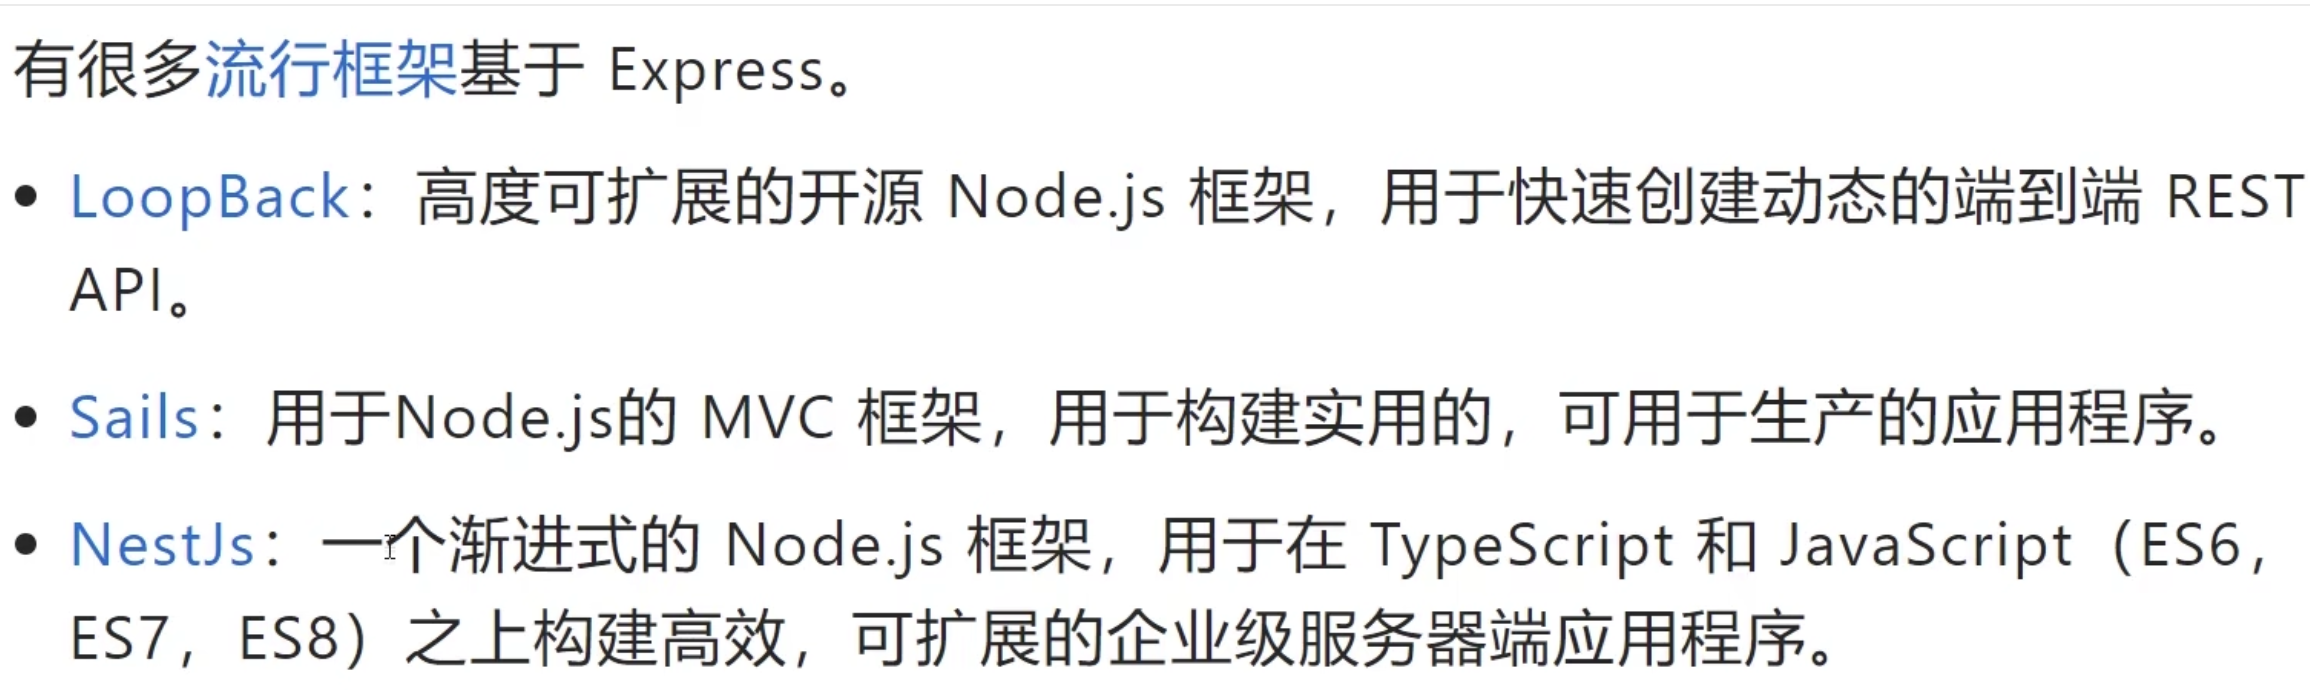 有很多流行框架基于 Express。
• LoopBack：高度可扩展的开源 Node.js 框架，用于快速创建动态的端到端 REST
API。
• Sails：用于Node.js的 MVC 框架，用于构建实用的，可用于生产的应用程序。
• NestJs：一个渐进式的 Node.js 框架，用于在 TypeScript 和 JavaScript（ES6，
ES7，ES8）之上构建高效，可扩展的企业级服务器端应用程序。